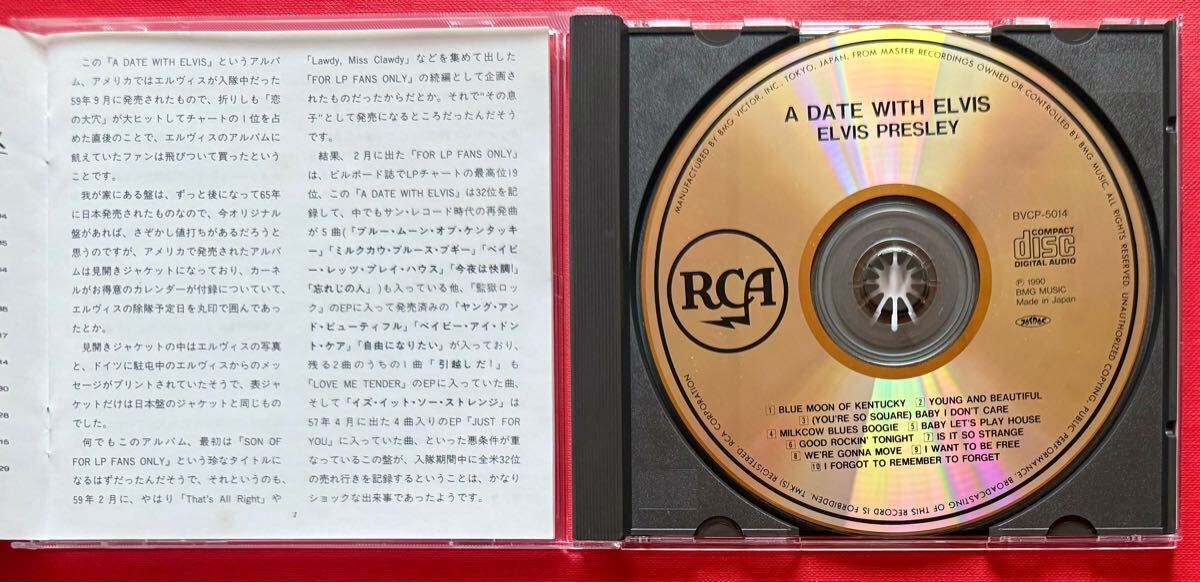 この『A DATE WITH ELVIS』というアルバ
ム、アメリカではエルヴィスが入隊中だった
59年9月に発売されたもので、折りしも「恋
の大穴」が大ヒットしてチャートの1位を占
めた直後のことで、エルヴィスのアルバムに
飢えていたファンは飛びついて買ったという
ことです。
我が家にある盤は、ずっと後になって65年
に日本発売されたものなので、今オリジナル
盤があれば、さぞかし値打ちがあるだろうと
思うのですが、アメリカで発売されたアルバ
ムは見開きジャケットになっており、カーネ
ルがお得意のカレンダーが付録についていて、
エルヴィスの除隊予定日を丸印で囲んであっ
たとか。
見開きジャケットの中はエルヴィスの写真
と、ドイツに駐屯中のエルヴィスからのメッ
セージがプリントされていたそうで、表ジャ
ケットだけは日本盤のジャケットと同じもの
でした。
何でもこのアルバム、最初は『SON OF
FOR LP FANS ONLY』という珍なタイトルに
なるはずだったんだそうで、それというのも、
59年2月に、やはり「That's All Right」や
「Lawdy, Miss Clawdy」などを集めて出した
『FOR LP FANS ONLY』の続編として企画さ
れたものだったからだとか。それで"その息
子"として発売になるところだったんだそう
です。
結果、2月に出た『FOR LP FANS ONLY』
は、ビルボード誌でLPチャートの最高位19
位、この『A DATE WITH ELVIS』は32位を記
録して、中でもサン・レコード時代の再発曲
が5曲(「ブルー・ムーン・オブ・ケンタッキ
ー」「ミルクカウ・ブルース・ブギー」「ベイビ
ー・レッツ・プレイ・ハウス」「今夜は快調!」
「忘れじの人」)も入っている他、「監獄ロッ
ク」のEPに入って発売済みの「ヤング・アン
ド・ビューティフル」「ベイビー・アイ・ドン
ト・ケア」「自由になりたい」が入っており、
残る2曲のうちの1曲「引越しだ!」も
『LOVE ME TENDER』のEPに入っていた曲、
そして「イズ・イット・ソー・ストレンジ」は
57年4月に出た4曲入りのEP『JUST FOR
YOU』に入っていた曲、といった悪条件が重
なっているこの盤が、入隊期間中に全米32位
の売れ行きを記録するということは、かなり
ショックな出来事であったようです。
2
MANUFACTURED BY BMG VICTOR, INC., TOKYO, JAPAN, FROM MASTER RECORDINGS OWNED OR CONTROLLED BY BMG MUSIC. ALL RIGHTS RESERVED. UNAUTHORIZED COPYING, PUBLIC PERFORMANCE, BROADCASTING OF THIS RECORD IS FORBIDDEN. TMK(S) REGISTERED RCA CORPORATION
A DATE WITH ELVIS
ELVIS PRESLEY
BVCP-5014
COMPACT
disc
DIGITAL AUDIO
Ⓟ 1990
BMG MUSIC
Made in Japan
JASRAC
RCA
1 BLUE MOON OF KENTUCKY 2 YOUNG AND BEAUTIFUL
3 (YOU'RE SO SQUARE) BABY I DON'T CARE
4 MILKCOW BLUES BOOGIE 5 BABY LET'S PLAY HOUSE
6 GOOD ROCKIN' TONIGHT 7 IS IT SO STRANGE
8 WE'RE GONNA MOVE 9 I WANT TO BE FREE
10 I FORGOT TO REMEMBER TO FORGET